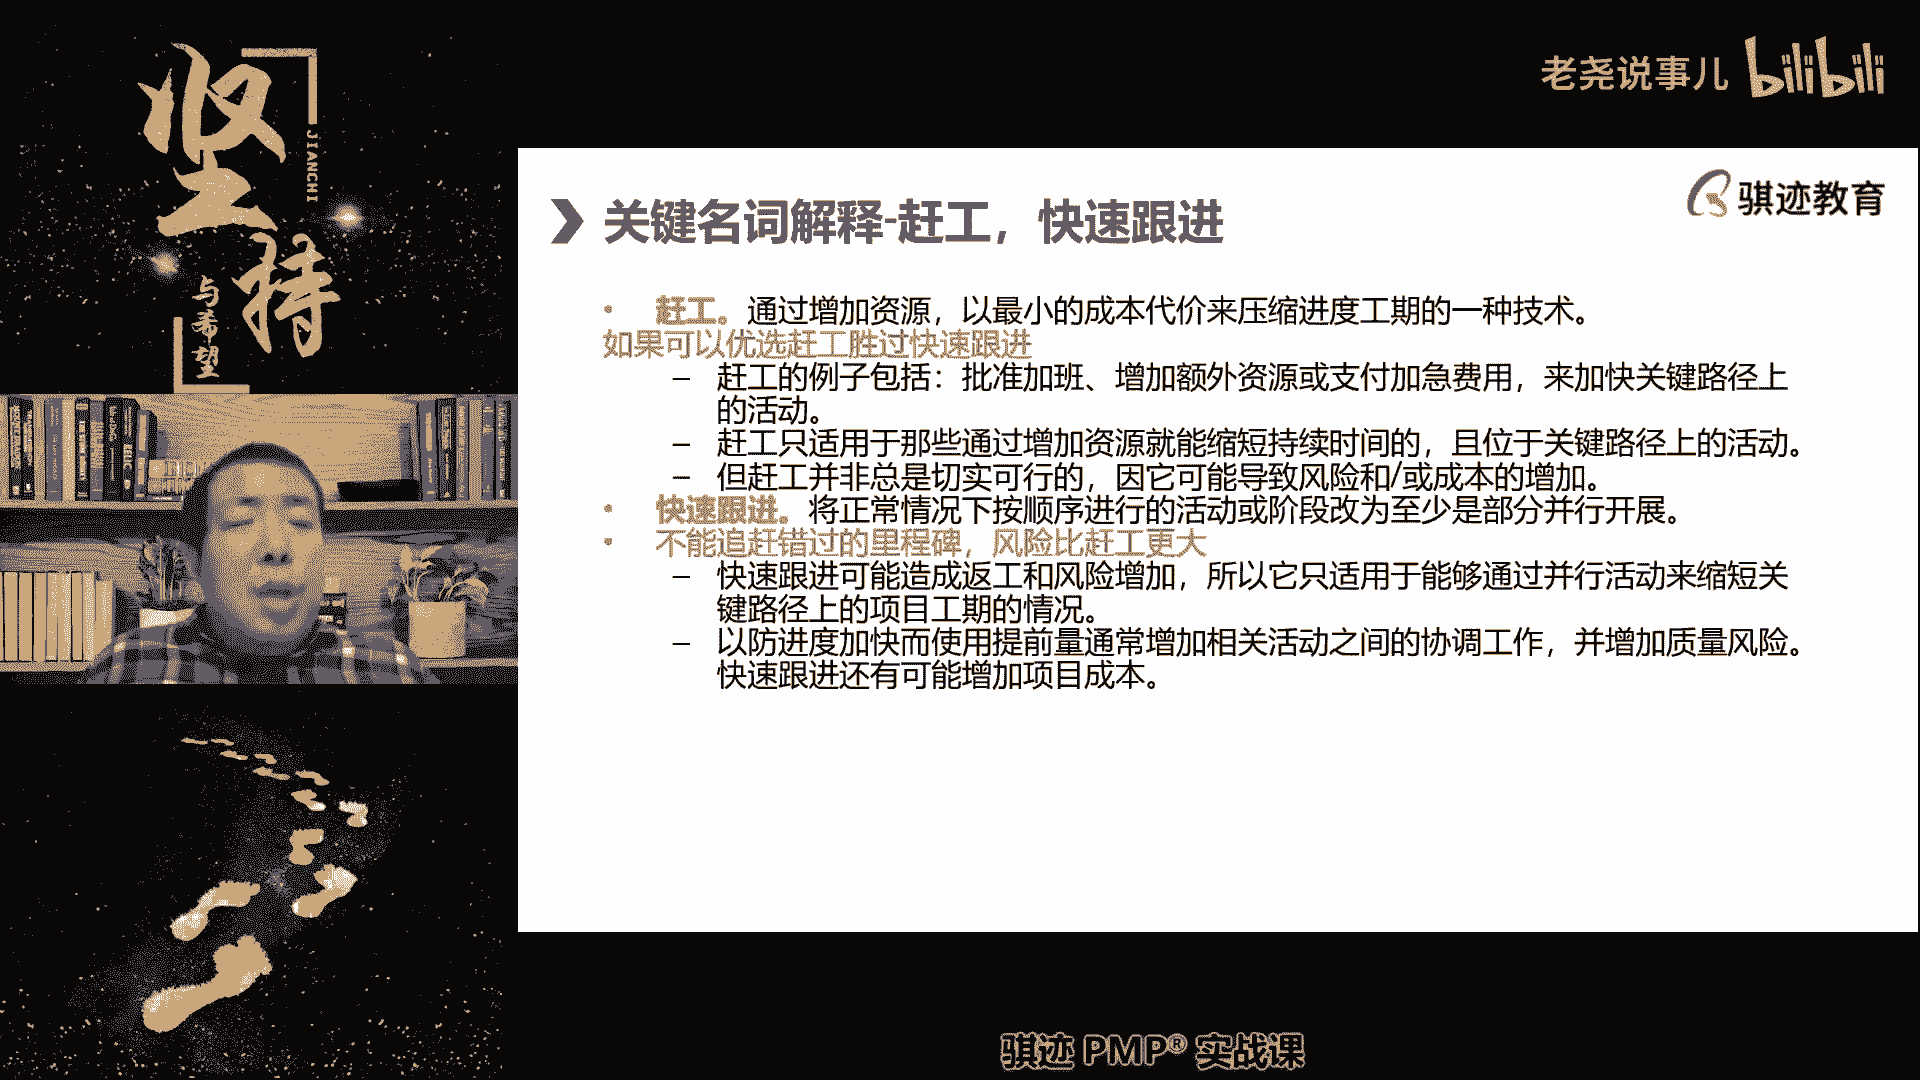 坚持
JIANCHI
与希望
老尧说事儿 bilibili
骐迹教育
关键名词解释-赶工，快速跟进
• 赶工。通过增加资源，以最小的成本代价来压缩进度工期的一种技术。
如果可以优选赶工胜过快速跟进
– 赶工的例子包括：批准加班、增加额外资源或支付加急费用，来加快关键路径上
的活动。
– 赶工只适用于那些通过增加资源就能缩短持续时间的，且位于关键路径上的活动。
– 但赶工并非总是切实可行的，因它可能导致风险和/或成本的增加。
• 快速跟进。将正常情况下按顺序进行的活动或阶段改为至少是部分并行开展。
• 不能追赶错过的里程碑，风险比赶工更大
– 快速跟进可能造成返工和风险增加，所以它只适用于能够通过并行活动来缩短关
键路径上的项目工期的情况。
– 以防进度加快而使用提前量通常增加相关活动之间的协调工作，并增加质量风险。
快速跟进还有可能增加项目成本。
骐迹 PMP® 实战课